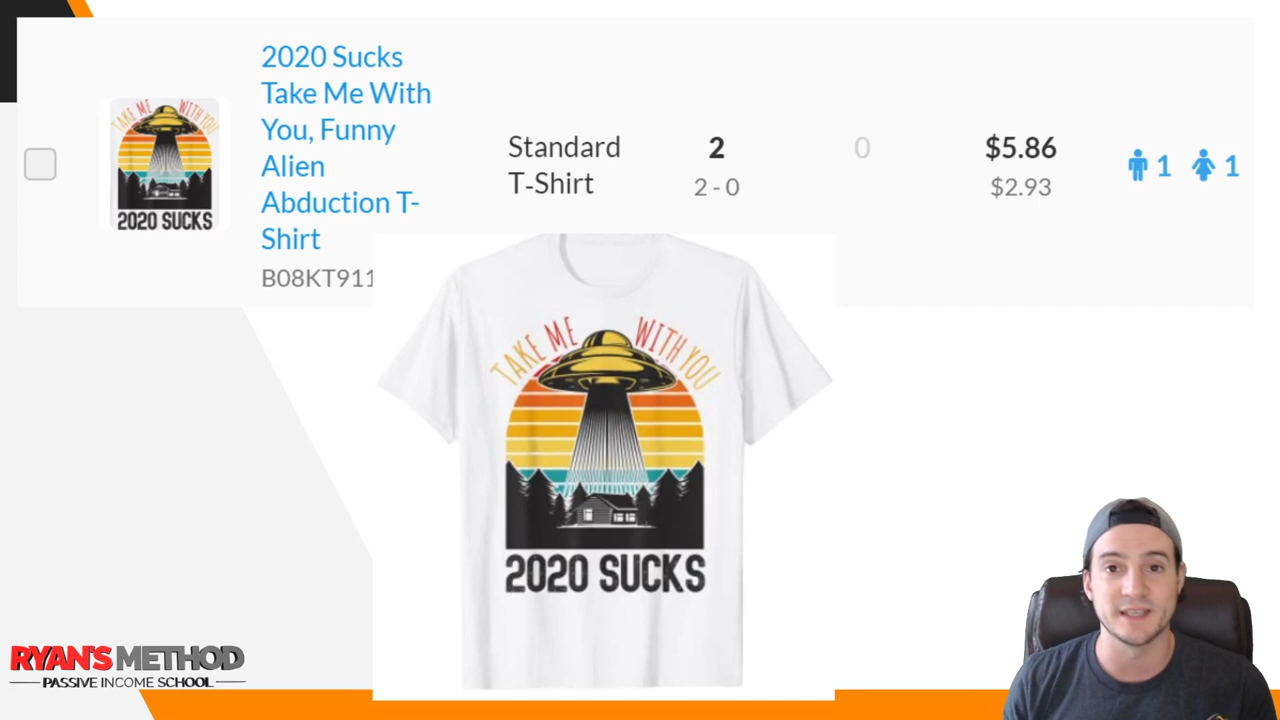 2020 Sucks
Take Me With
You, Funny
Alien
Abduction T-
Shirt
B08KT911
Standard
T-Shirt
2
2 - 0
0
$5.86
$2.93
1
1
TAKE ME WITH YOU
2020 SUCKS
TAKE ME WITH YOU
2020 SUCKS
RYAN'S METHOD
PASSIVE INCOME SCHOOL